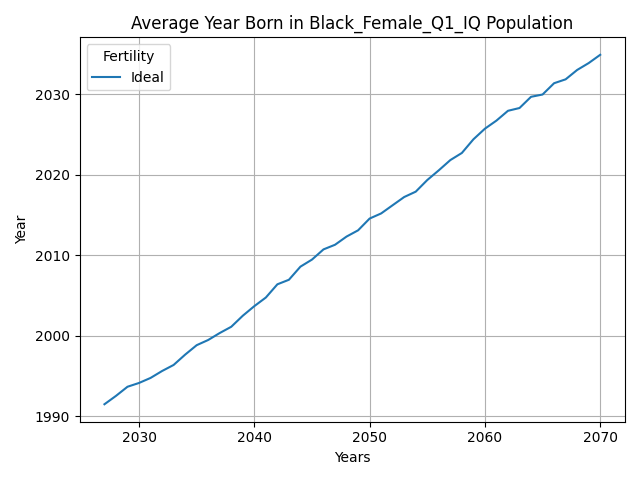 Average Year Born in Black_Female_Q1_IQ Population
Fertility
Ideal
Year
2030
2020
2010
2000
1990
2030 2040 2050 2060 2070
Years